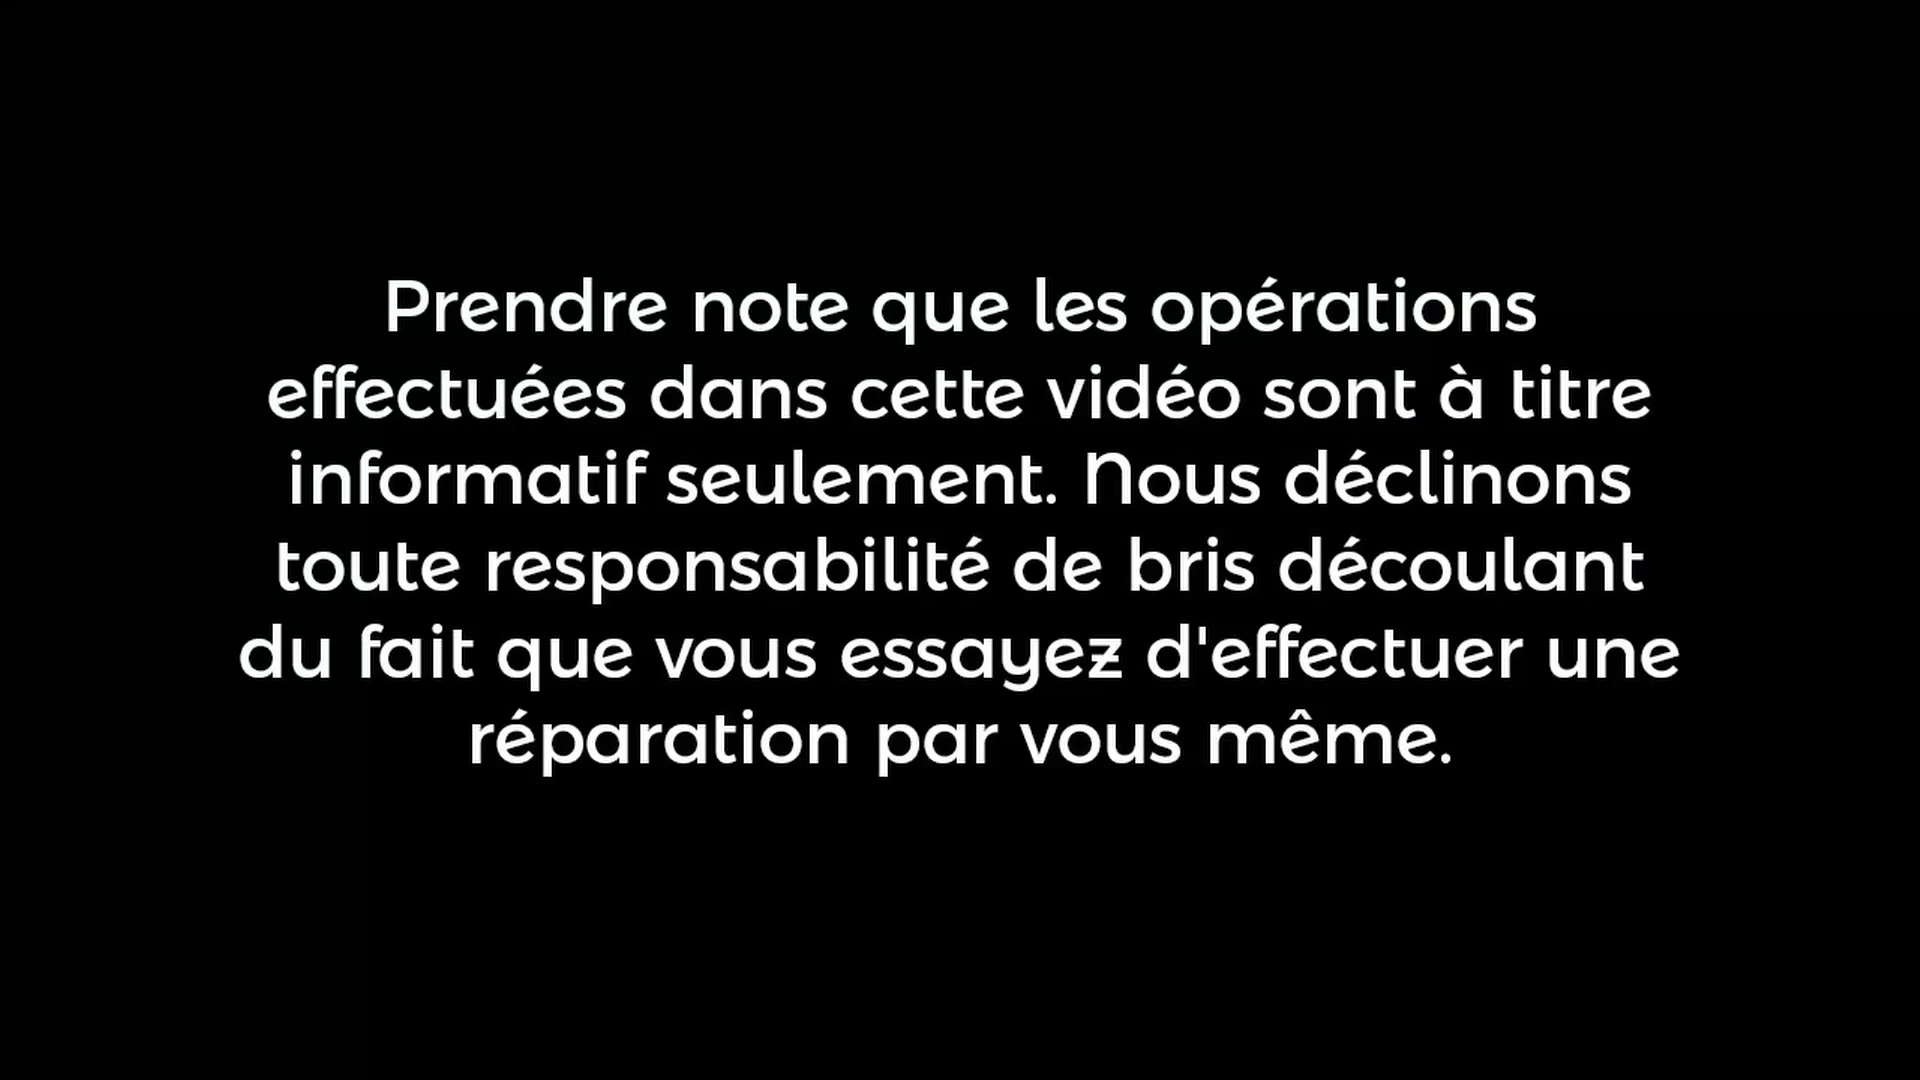 Prendre note que les opérations
effectuées dans cette vidéo sont à titre
informatif seulement. Nous déclinons
toute responsabilité de bris découlant
du fait que vous essayez d'effectuer une
réparation par vous même.